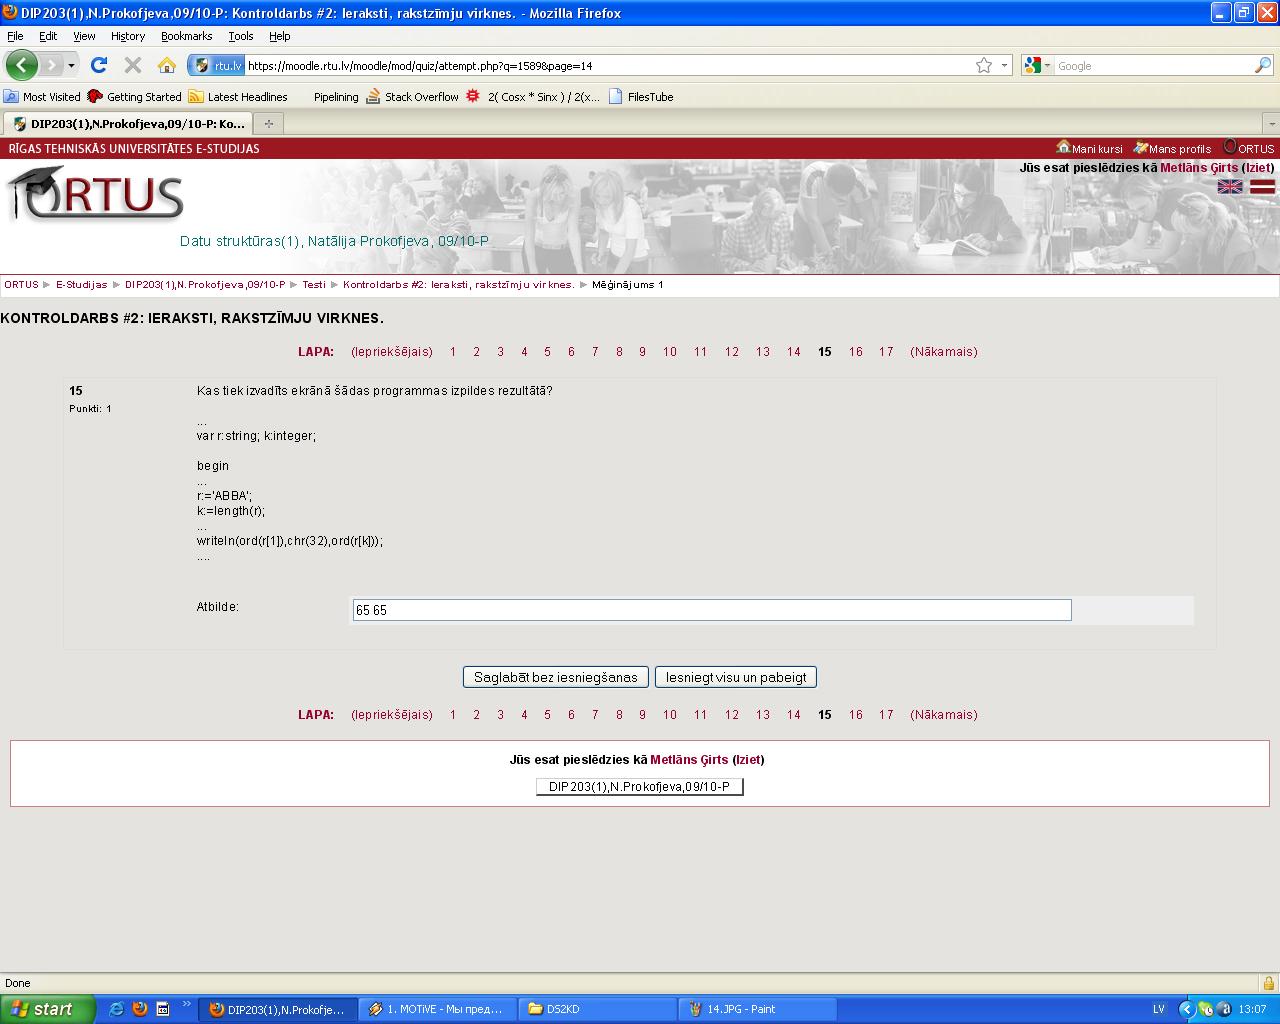 DIP203(1),N.Prokofjeva,09/10-P: Kontroldarbs #2: Ieraksti, rakstzīmju virknes. - Mozilla Firefox
File Edit View History Bookmarks Tools Help
rtu.lv https://moodle.rtu.lv/moodle/mod/quiz/attempt.php?q=1589&page=14 Google
Most Visited Getting Started Latest Headlines Pipelining Stack Overflow 2( Cosx * Sinx ) / 2(x... FilesTube
DIP203(1),N.Prokofjeva,09/10-P: Ko...
RĪGAS TEHNISKĀS UNIVERSITĀTES E-STUDIJAS Mani kursi Mans profils ORTUS
Jūs esat pieslēdzies kā Metlāns Ģirts (Iziet)
ORTUS
Datu struktūras(1), Natālija Prokofjeva, 09/10-P
ORTUS ► E-Studijas ► DIP203(1),N.Prokofjeva,09/10-P ► Testi ► Kontroldarbs #2: Ieraksti, rakstzīmju virknes. ► Mēģinājums 1
KONTROLDARBS #2: IERAKSTI, RAKSTZĪMJU VIRKNES.
LAPA: (Iepriekšējais) 1 2 3 4 5 6 7 8 9 10 11 12 13 14 15 16 17 (Nākamais)
15 Kas tiek izvadīts ekrānā šādas programmas izpildes rezultātā?
Punkti: 1
...
var r:string; k:integer;
begin
...
r:='ABBA';
k:=length(r);
...
writeln(ord(r[1]),chr(32),ord(r[k]));
....
Atbilde: 65 65
Saglabāt bez iesniegšanas Iesniegt visu un pabeigt
LAPA: (Iepriekšējais) 1 2 3 4 5 6 7 8 9 10 11 12 13 14 15 16 17 (Nākamais)
Jūs esat pieslēdzies kā Metlāns Ģirts (Iziet)
DIP203(1),N.Prokofjeva,09/10-P
Done
start DIP203(1),N.Prokofje... 1. MOTiVE - Мы пред... DS2KD 14.JPG - Paint LV 13:07